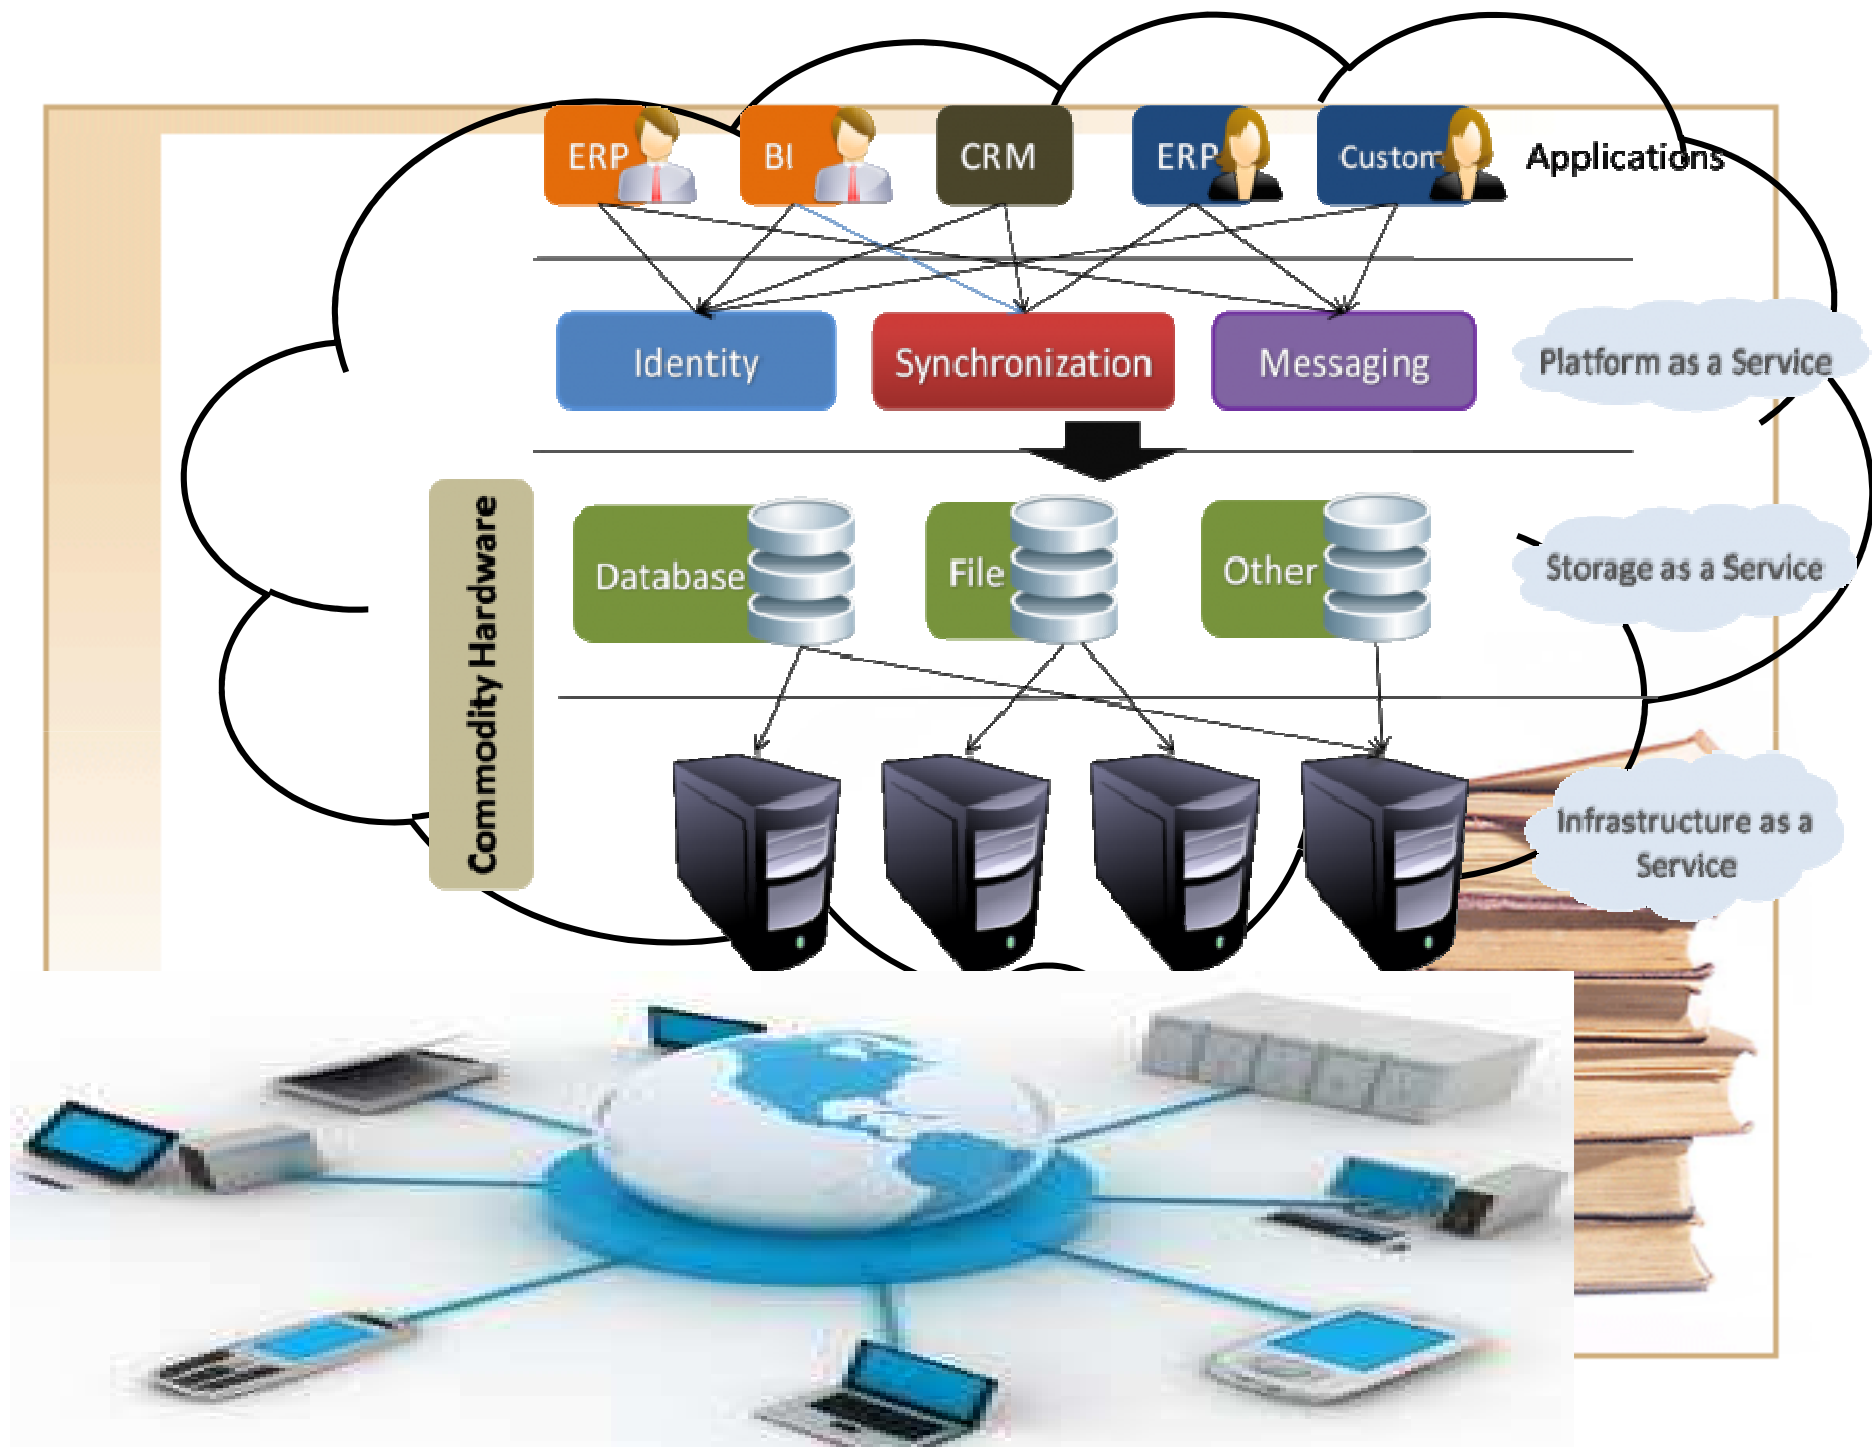 ERP
BI
CRM
ERP
Custom
Applications
Identity
Synchronization
Messaging
Platform as a Service
Commodity Hardware
Database
File
Other
Storage as a Service
Infrastructure as a
Service